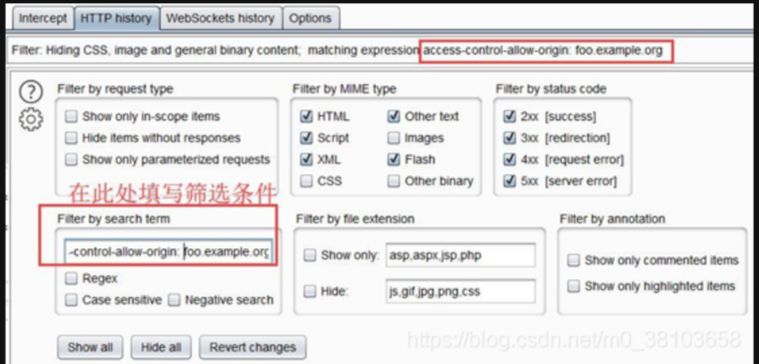 Intercept HTTP history WebSockets history Options
Filter: Hiding CSS, image and general binary content; matching expression access-control-allow-origin: foo.example.org
Filter by request type
Show only in-scope items
Hide items without responses
Show only parameterized requests
Filter by MIME type
HTML Other text
Script Images
XML Flash
CSS Other binary
Filter by status code
2xx [success]
3xx [redirection]
4xx [request error]
5xx [server error]
在此处填写筛选条件
Filter by search term
-control-allow-origin: foo.example.org
Regex
Case sensitive Negative search
Filter by file extension
Show only: asp,aspx,jsp,php
Hide: js,gif,jpg,png,css
Filter by annotation
Show only commented items
Show only highlighted items
Show all Hide all Revert changes
https://blog.csdn.net/m0_38103658